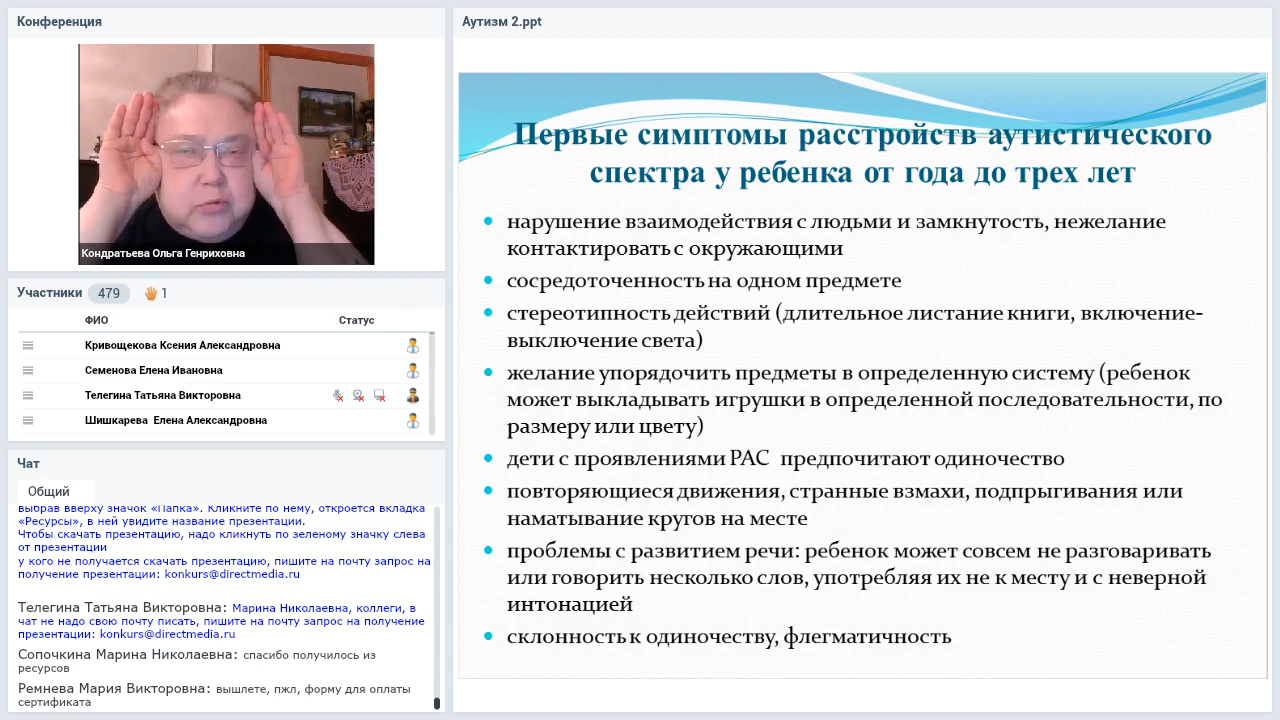 Конференция
Кондратьева Ольга Генриховна
Участники 479 1
ФИО Статус
Кривощекова Ксения Александровна
Семенова Елена Ивановна
Телегина Татьяна Викторовна
Шишкарева Елена Александровна
Чат
Общий
выбрав вверху значок «Папка». Кликните по нему, откроется вкладка
«Ресурсы», в ней увидите название презентации.
Чтобы скачать презентацию, надо кликнуть по зеленому значку слева
от презентации
у кого не получается скачать презентацию, пишите на почту запрос на
получение презентации: konkurs@directmedia.ru
Телегина Татьяна Викторовна: Марина Николаевна, коллеги, в
чат не надо свою почту писать, пишите на почту запрос на получение
презентации: konkurs@directmedia.ru
Сопочкина Марина Николаевна: спасибо получилось из
ресурсов
Ремнева Мария Викторовна: вышлете, пжл, форму для оплаты
сертификата
Аутизм 2.ppt
Первые симптомы расстройств аутистического
спектра у ребенка от года до трех лет
• нарушение взаимодействия с людьми и замкнутость, нежелание
контактировать с окружающими
• сосредоточенность на одном предмете
• стереотипность действий (длительное листание книги, включение-
выключение света)
• желание упорядочить предметы в определенную систему (ребенок
может выкладывать игрушки в определенной последовательности, по
размеру или цвету)
• дети с проявлениями РАС предпочитают одиночество
• повторяющиеся движения, странные взмахи, подпрыгивания или
наматывание кругов на месте
• проблемы с развитием речи: ребенок может совсем не разговаривать
или говорить несколько слов, употребляя их не к месту и с неверной
интонацией
• склонность к одиночеству, флегматичность